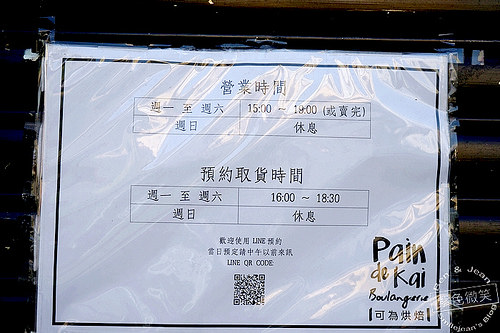 營業時間
週一 至 週六 15:00 ~ 19:00 (或賣完)
週日 休息
預約取貨時間
週一 至 週六 16:00 ~ 18:30
週日 休息
歡迎使用 LINE 預約
當日預定請中午以前來訊
LINE QR CODE:
Pain
de Kai
Boulangerie
[可為烘焙]